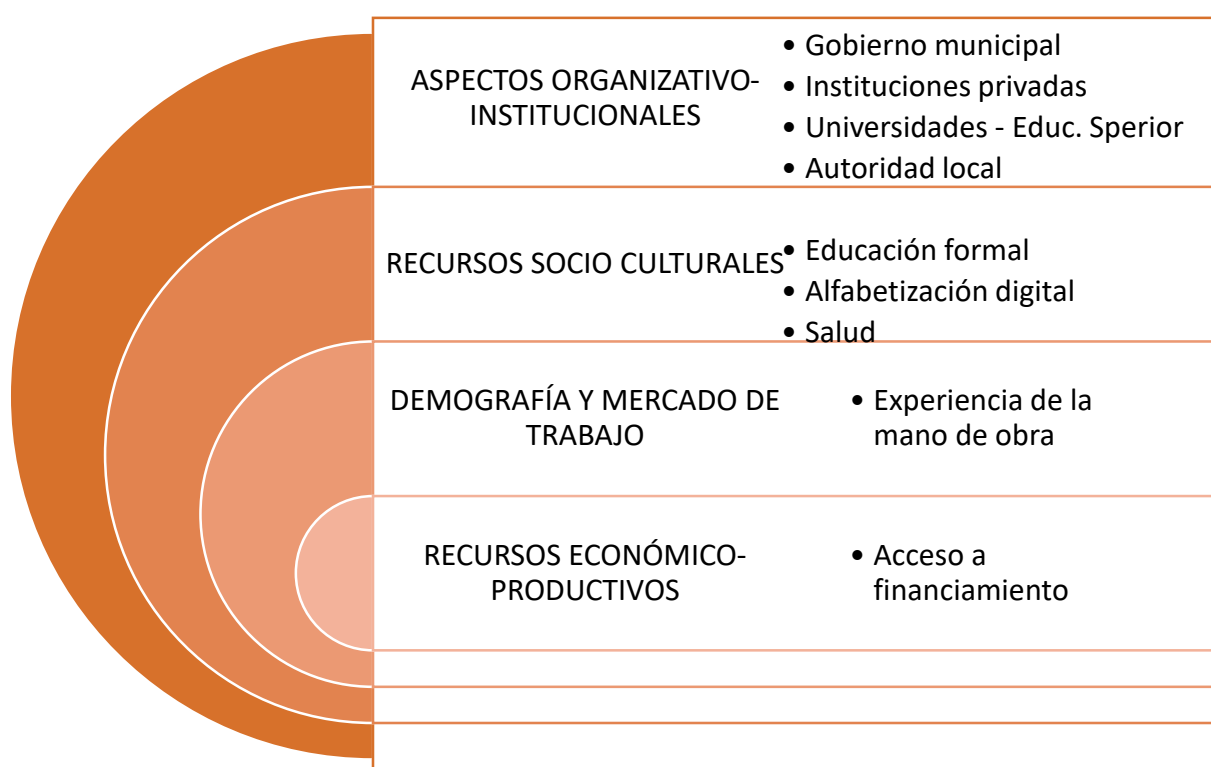 ASPECTOS ORGANIZATIVO-
INSTITUCIONALES
• Gobierno municipal
• Instituciones privadas
• Universidades - Educ. Sperior
• Autoridad local
RECURSOS SOCIO CULTURALES
• Educación formal
• Alfabetización digital
• Salud
DEMOGRAFÍA Y MERCADO DE
TRABAJO
• Experiencia de la
mano de obra
RECURSOS ECONÓMICO-
PRODUCTIVOS
• Acceso a
financiamiento